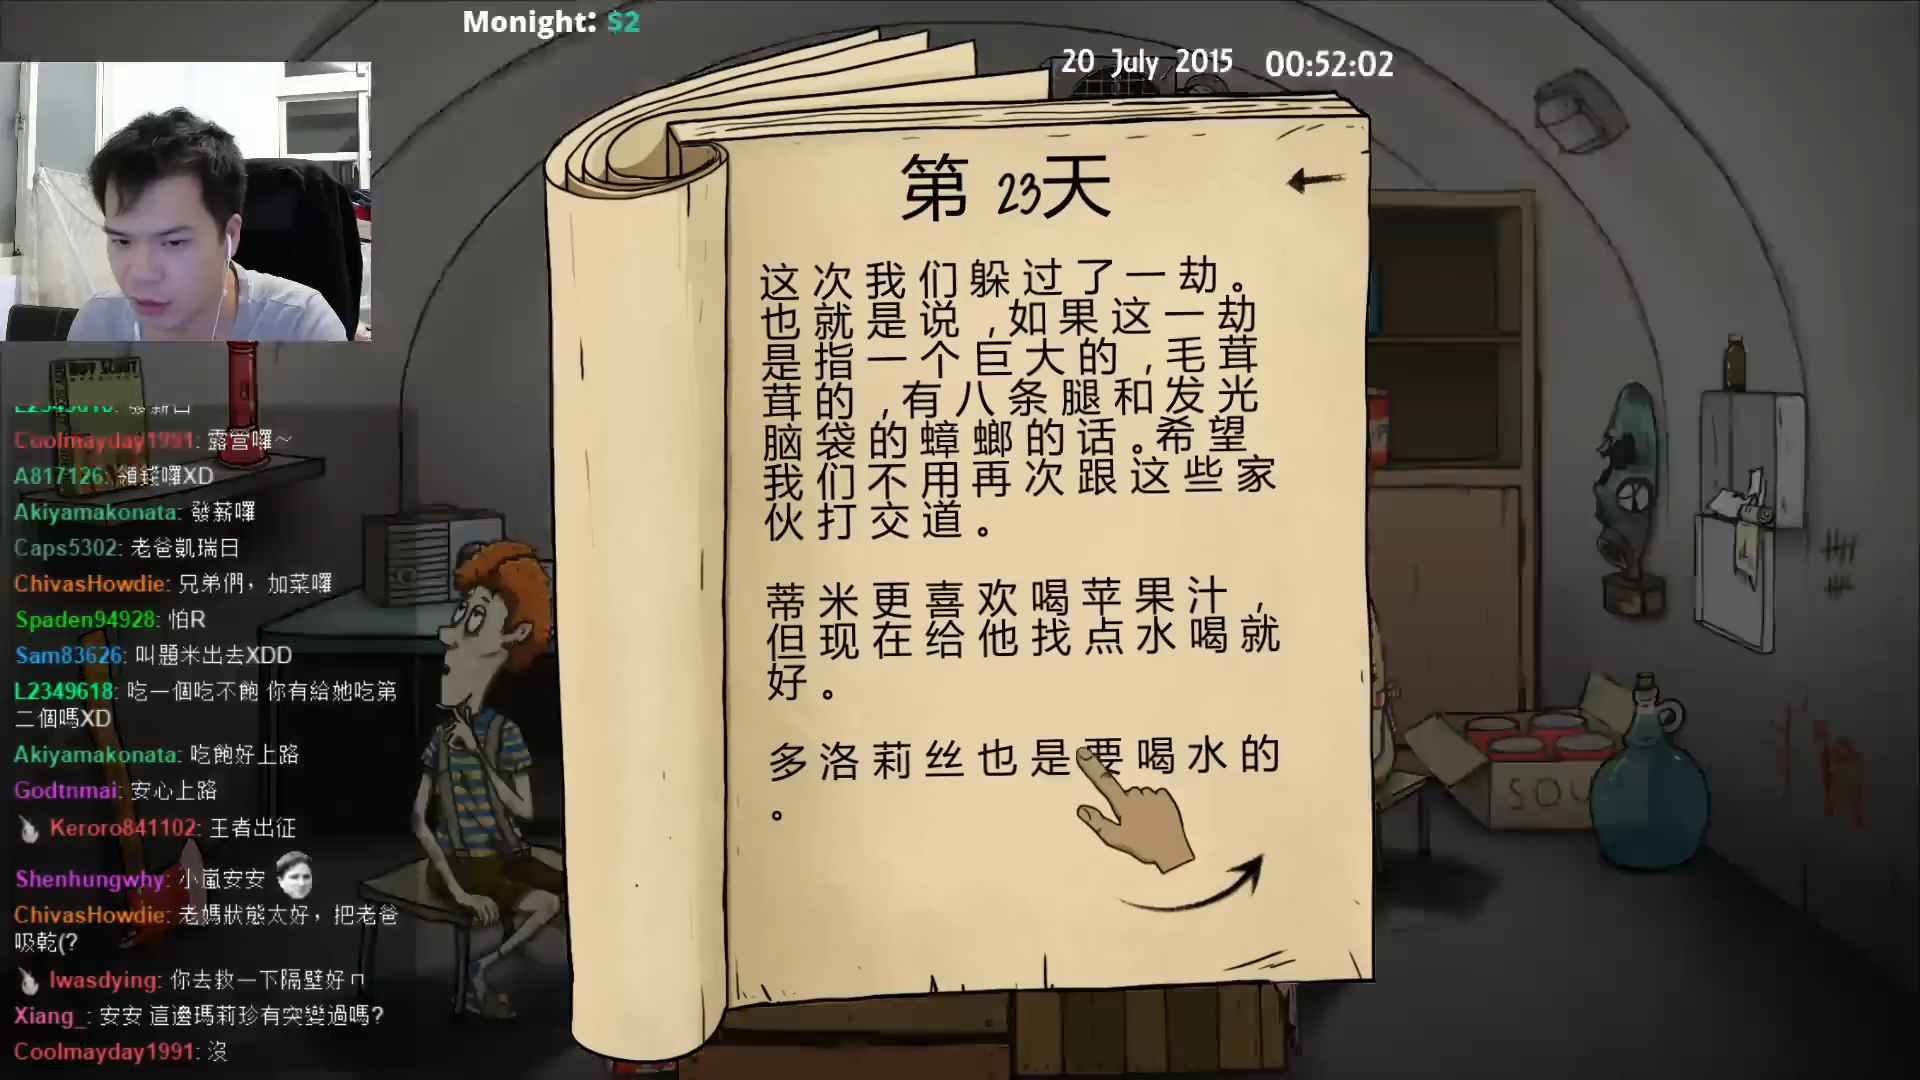 Monight: $2
20 July 2015 00:52:02
第 23天
这次我们躲过了一劫。
也就是说,如果这一劫
是指一个巨大的,毛茸
茸的,有八条腿和发光
脑袋的蟑螂的话。希望
我们不用再次跟这些家
伙打交道。
蒂米更喜欢喝苹果汁,
但现在给他找点水喝就
好。
多洛莉丝也是要喝水的
。
Coolmayday1991: 露營囉~
A817126: 領錢囉XD
Akiyamakonata: 發薪囉
Caps5302: 老爸凱瑞日
ChivasHowdie: 兄弟們，加菜囉
Spaden94928: 怕R
Sam83626: 叫題米出去XDD
L2349618: 吃一個吃不飽 你有給她吃第
二個嗎XD
Akiyamakonata: 吃飽好上路
Godtnmai: 安心上路
Keroro841102: 王者出征
Shenhungwhy: 小嵐安安
ChivasHowdie: 老媽狀態太好，把老爸
吸乾(?
Iwasdying: 你去救一下隔壁好ㄇ
Xiang_: 安安 這邊瑪莉珍有突變過嗎?
Coolmayday1991: 沒
SOU